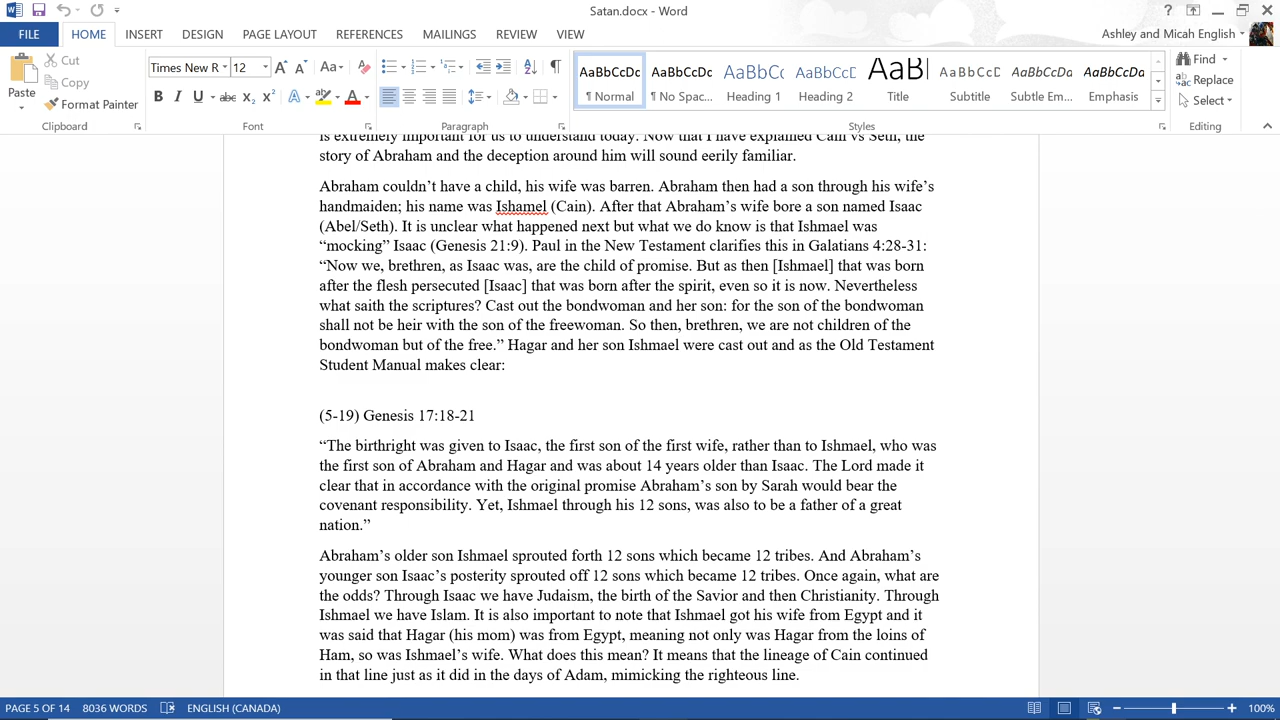 Satan.docx - Word
FILE HOME INSERT DESIGN PAGE LAYOUT REFERENCES MAILINGS REVIEW VIEW Ashley and Micah English
Paste
Cut
Copy
Format Painter
Times New R 12
AaBbCcDc AaBbCcDc AaBbCc AaBbCcD AaBl AaBbCcD AaBbCcDc AaBbCcDc
¶ Normal ¶ No Spac... Heading 1 Heading 2 Title Subtitle Subtle Em... Emphasis
Find
Replace
Select
Clipboard Font Paragraph Styles Editing
is extremely important for us to understand today. Now that I have explained Cain vs Seth, the
story of Abraham and the deception around him will sound eerily familiar.
Abraham couldn’t have a child, his wife was barren. Abraham then had a son through his wife’s
handmaiden; his name was Ishamel (Cain). After that Abraham’s wife bore a son named Isaac
(Abel/Seth). It is unclear what happened next but what we do know is that Ishmael was
“mocking” Isaac (Genesis 21:9). Paul in the New Testament clarifies this in Galatians 4:28-31:
“Now we, brethren, as Isaac was, are the child of promise. But as then [Ishmael] that was born
after the flesh persecuted [Isaac] that was born after the spirit, even so it is now. Nevertheless
what saith the scriptures? Cast out the bondwoman and her son: for the son of the bondwoman
shall not be heir with the son of the freewoman. So then, brethren, we are not children of the
bondwoman but of the free.” Hagar and her son Ishmael were cast out and as the Old Testament
Student Manual makes clear:
(5-19) Genesis 17:18-21
“The birthright was given to Isaac, the first son of the first wife, rather than to Ishmael, who was
the first son of Abraham and Hagar and was about 14 years older than Isaac. The Lord made it
clear that in accordance with the original promise Abraham’s son by Sarah would bear the
covenant responsibility. Yet, Ishmael through his 12 sons, was also to be a father of a great
nation.”
Abraham’s older son Ishmael sprouted forth 12 sons which became 12 tribes. And Abraham’s
younger son Isaac’s posterity sprouted off 12 sons which became 12 tribes. Once again, what are
the odds? Through Isaac we have Judaism, the birth of the Savior and then Christianity. Through
Ishmael we have Islam. It is also important to note that Ishmael got his wife from Egypt and it
was said that Hagar (his mom) was from Egypt, meaning not only was Hagar from the loins of
Ham, so was Ishmael’s wife. What does this mean? It means that the lineage of Cain continued
in that line just as it did in the days of Adam, mimicking the righteous line.
PAGE 5 OF 14 8036 WORDS ENGLISH (CANADA) 100%